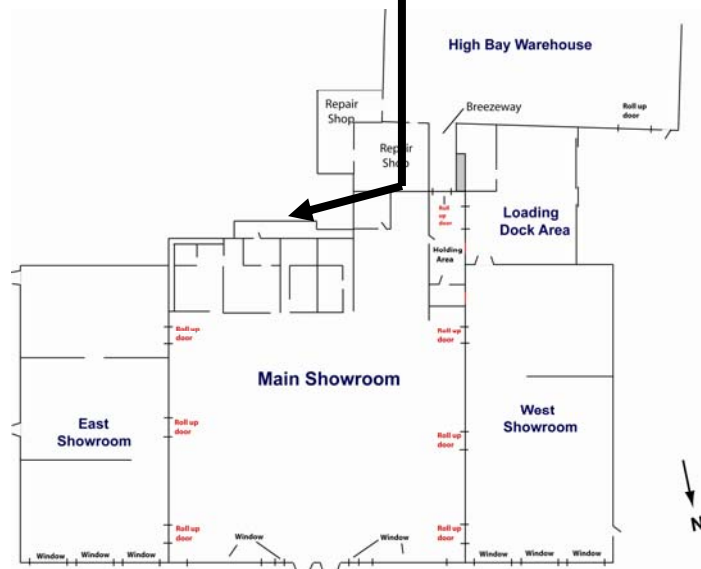 High Bay Warehouse
Repair
Shop
Breezeway
Roll up
door
Repair
Shop
Roll
up
door
Loading
Dock Area
Holding
Area
Roll up
door
Roll up
door
Main Showroom
East
Showroom
West
Showroom
Roll up
door
Roll up
door
Roll up
door
Roll up
door
N
Window
Window
Window Window Window
Window Window Window